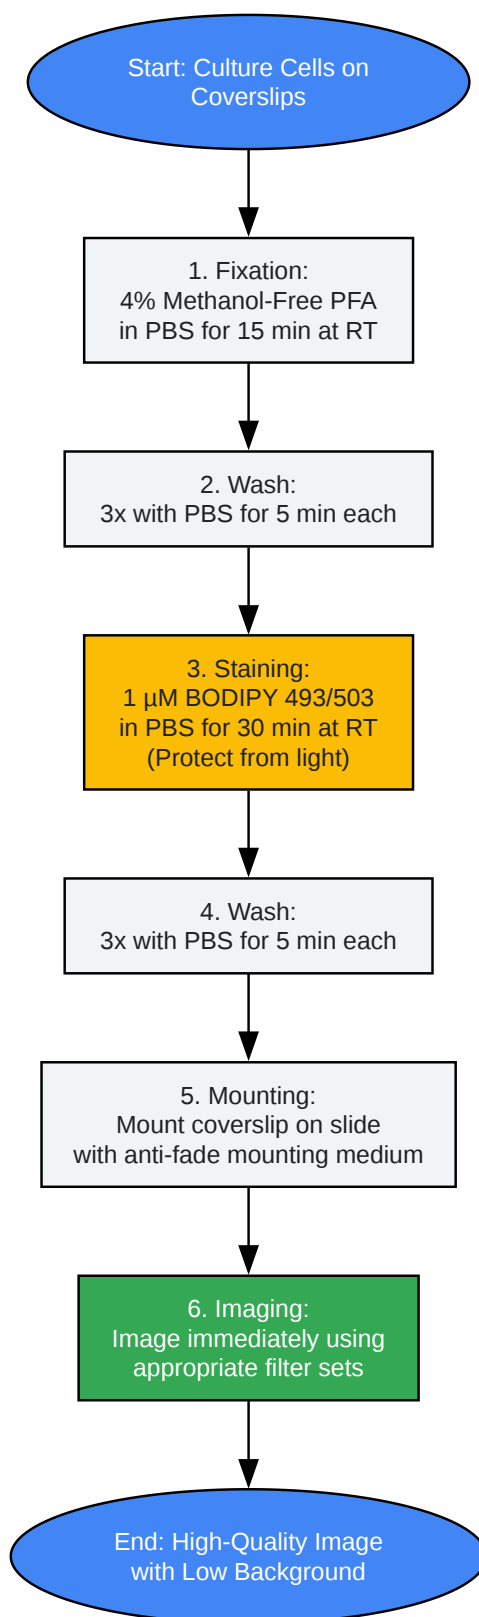 Start: Culture Cells on
Coverslips
1. Fixation:
4% Methanol-Free PFA
in PBS for 15 min at RT
2. Wash:
3x with PBS for 5 min each
3. Staining:
1 µM BODIPY 493/503
in PBS for 30 min at RT
(Protect from light)
4. Wash:
3x with PBS for 5 min each
5. Mounting:
Mount coverslip on slide
with anti-fade mounting medium
6. Imaging:
Image immediately using
appropriate filter sets
End: High-Quality Image
with Low Background